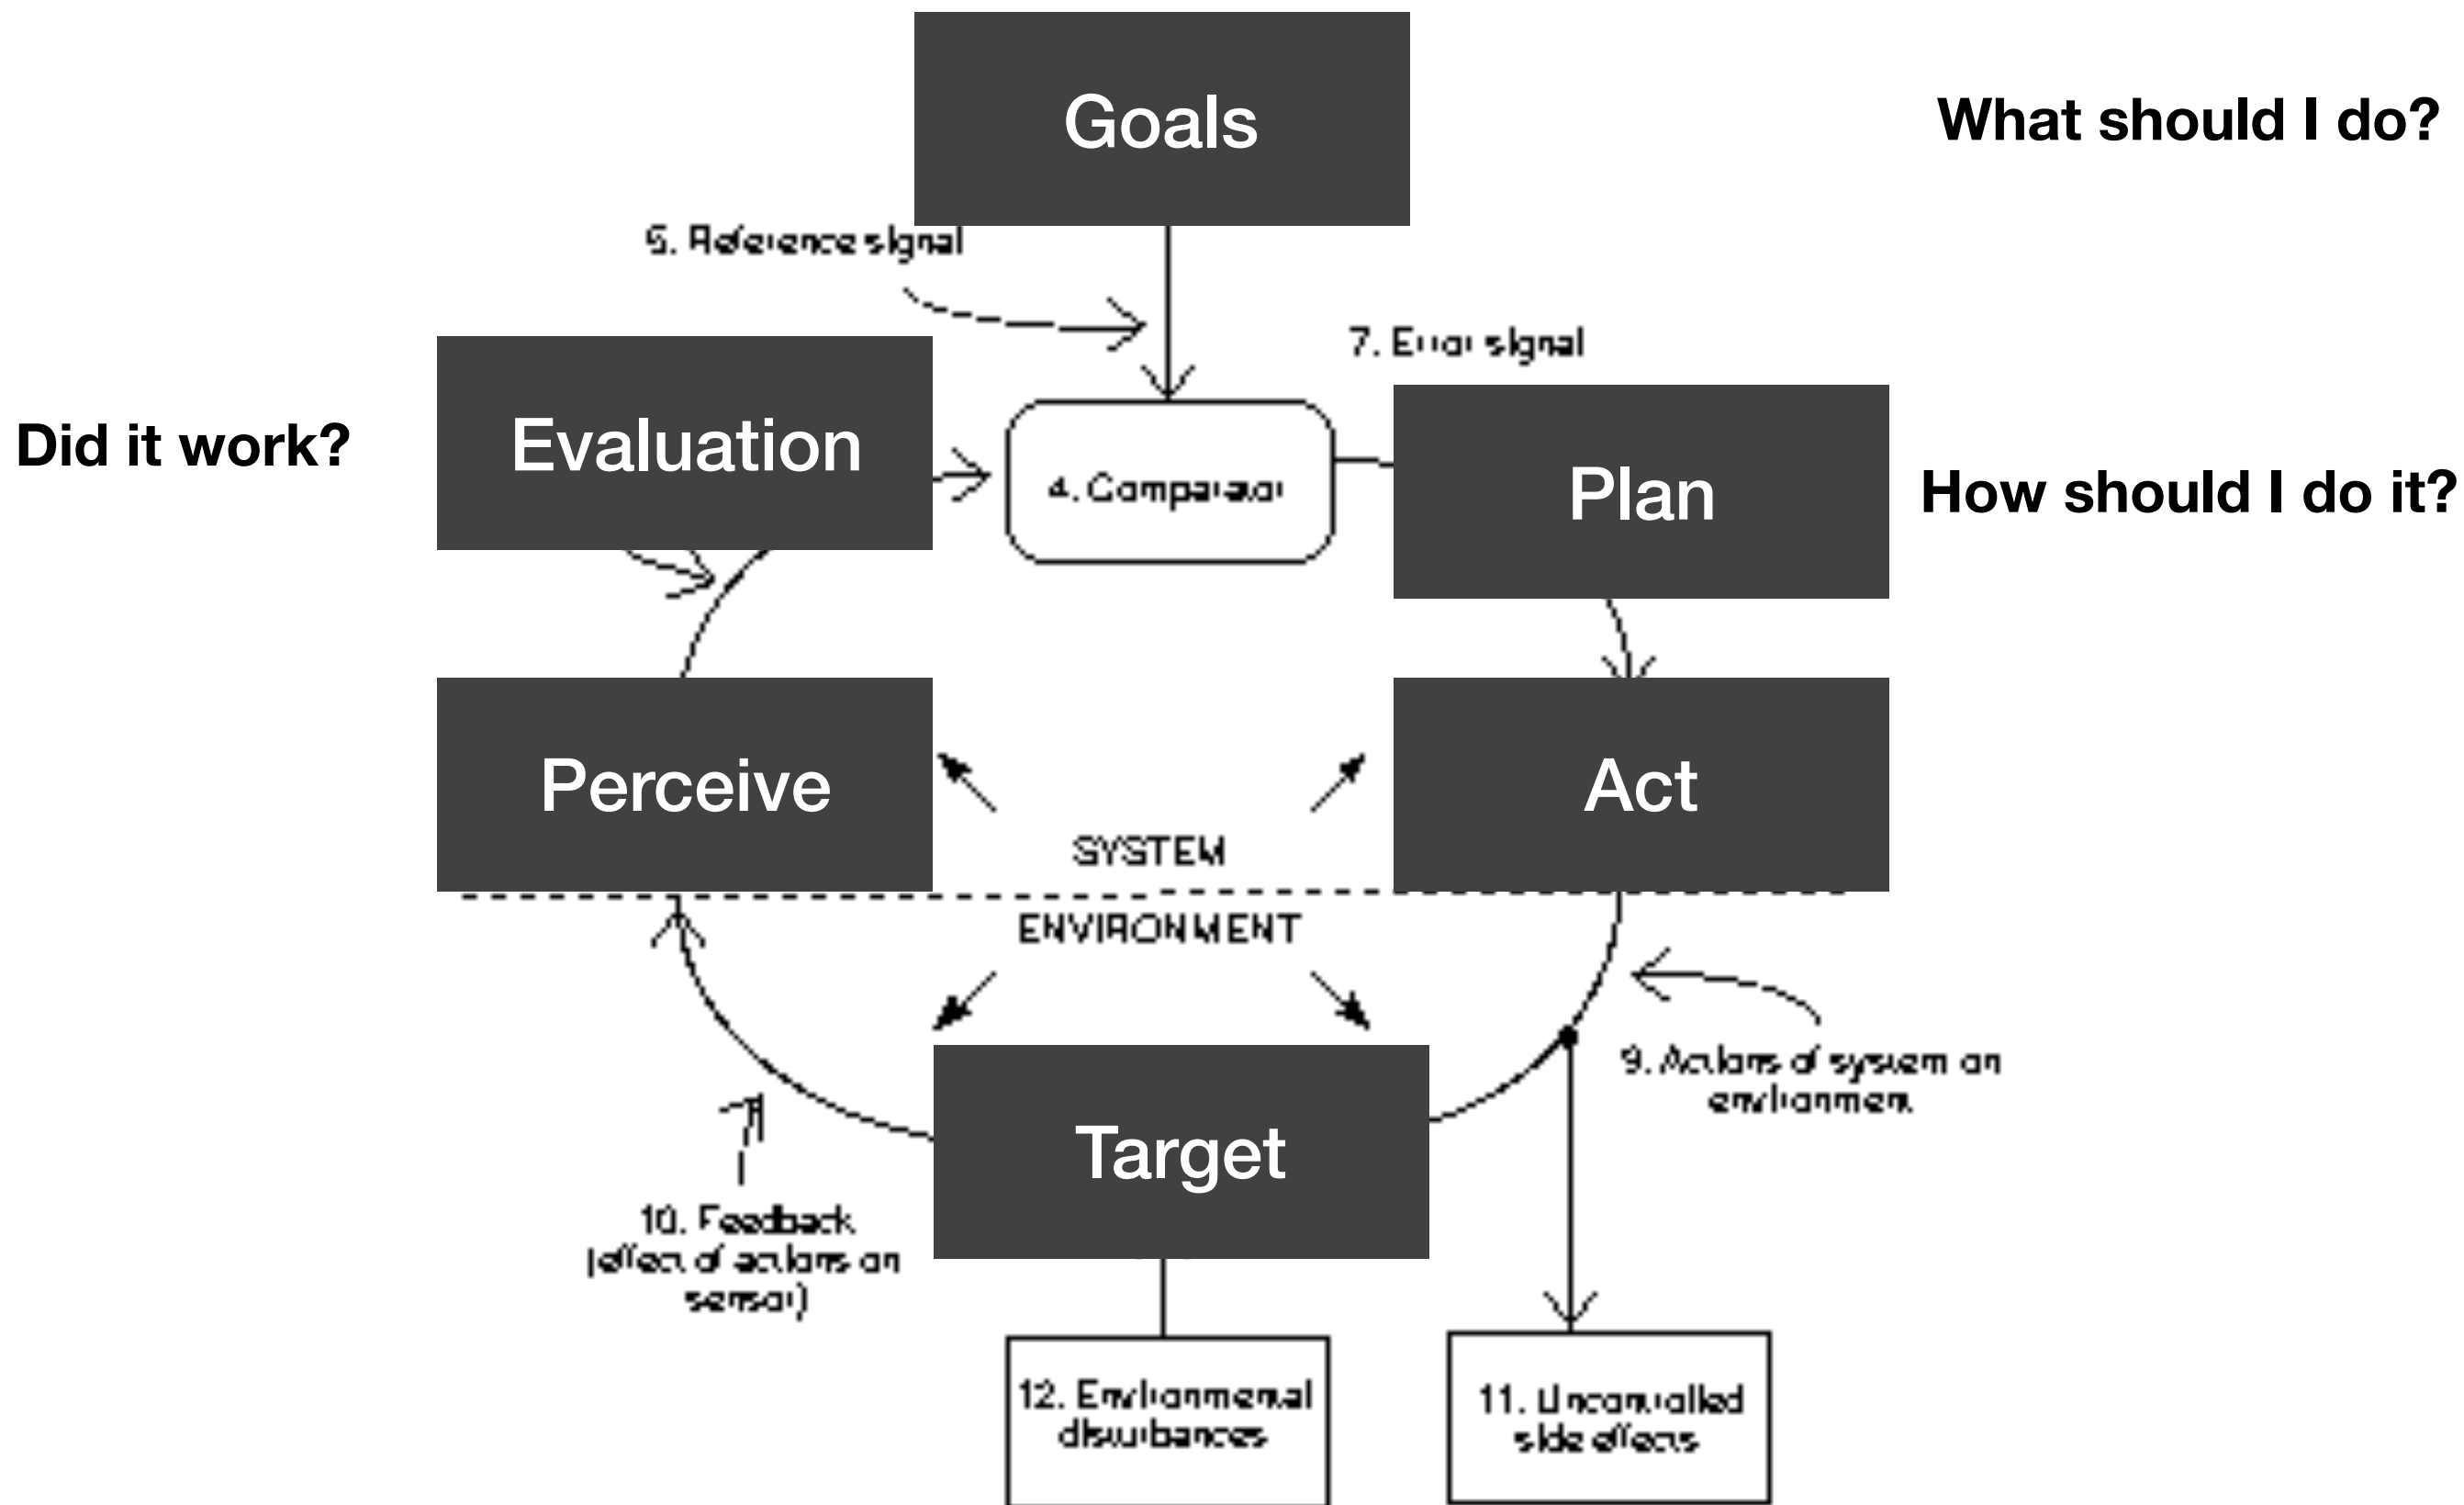 Goals
What should I do?
5. Reference signal
7. Error signal
Evaluation
Did it work?
4. Comparator
Plan
How should I do it?
Perceive
Act
SYSTEM
ENVIRONMENT
9. Actions of system on
environment
Target
10. Feedback
(effect of actions on
sensor)
12. Environmental
disturbances
11. Uncontrolled
side effects